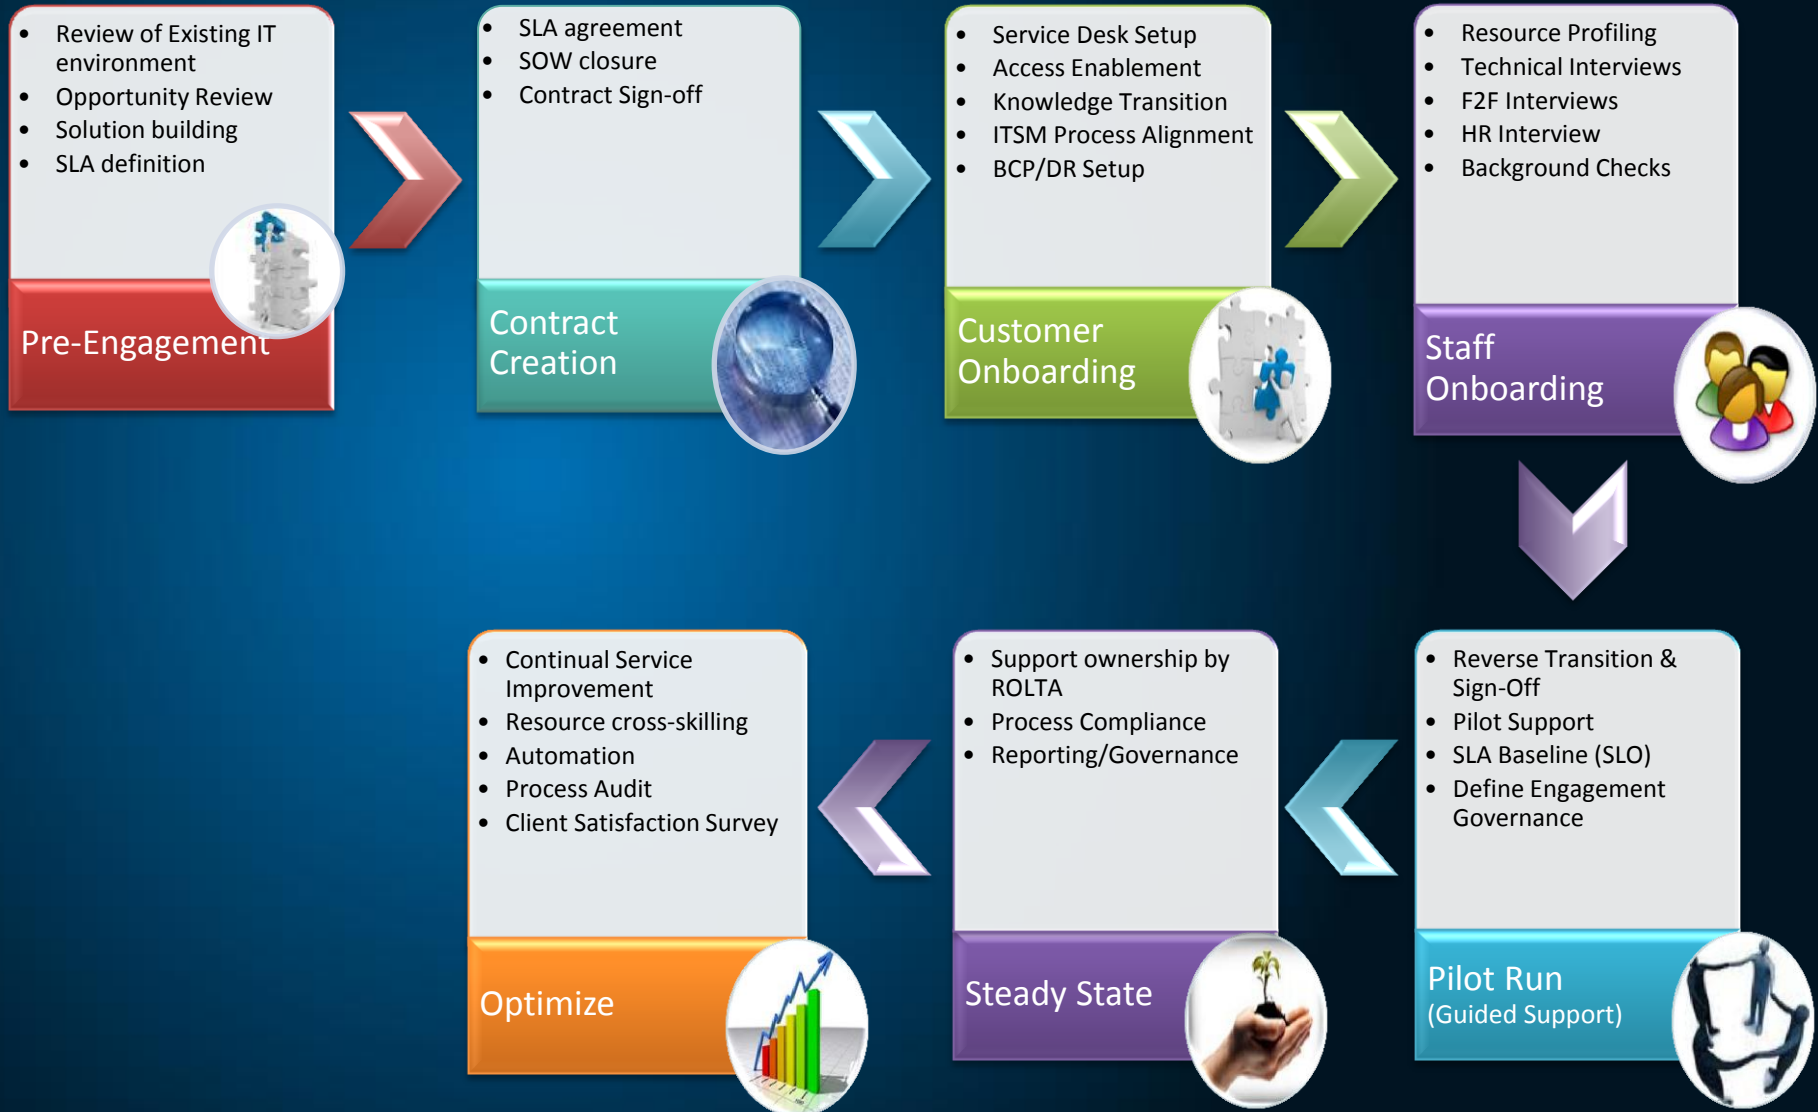 • Review of Existing IT
environment
• Opportunity Review
• Solution building
• SLA definition
Pre-Engagement
• SLA agreement
• SOW closure
• Contract Sign-off
Contract
Creation
• Service Desk Setup
• Access Enablement
• Knowledge Transition
• ITSM Process Alignment
• BCP/DR Setup
Customer
Onboarding
• Resource Profiling
• Technical Interviews
• F2F Interviews
• HR Interview
• Background Checks
Staff
Onboarding
• Reverse Transition &
Sign-Off
• Pilot Support
• SLA Baseline (SLO)
• Define Engagement
Governance
Pilot Run
(Guided Support)
• Support ownership by
ROLTA
• Process Compliance
• Reporting/Governance
Steady State
• Continual Service
Improvement
• Resource cross-skilling
• Automation
• Process Audit
• Client Satisfaction Survey
Optimize